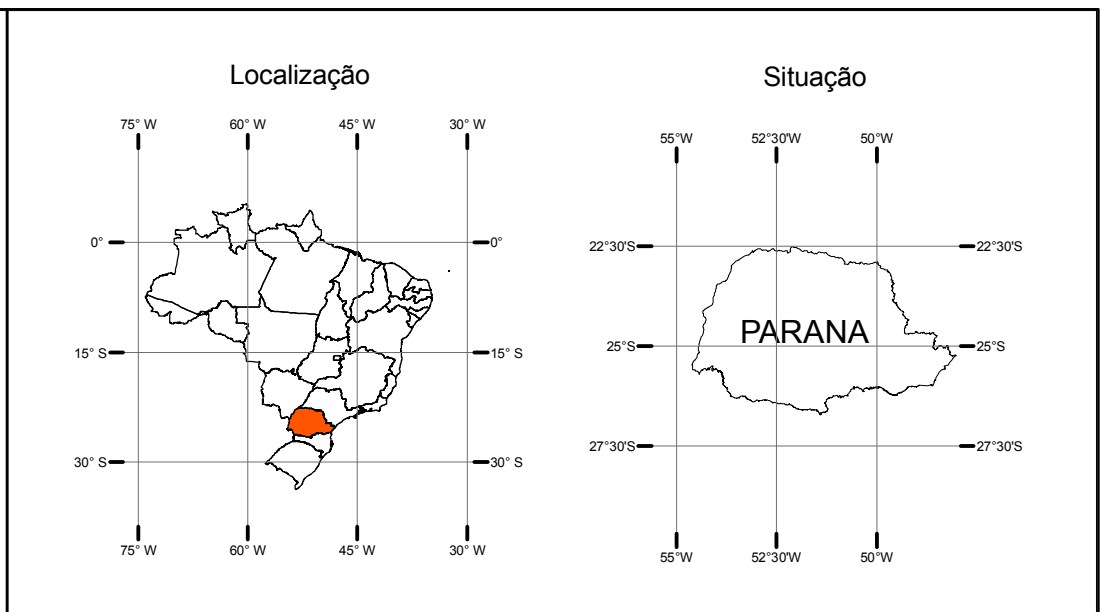 Localização
75° W 60° W 45° W 30° W
0° 0°
15° S 15° S
30° S 30° S
75° W 60° W 45° W 30° W
Situação
55°W 52°30'W 50°W
22°30'S 22°30'S
PARANA
25°S 25°S
27°30'S 27°30'S
55°W 52°30'W 50°W